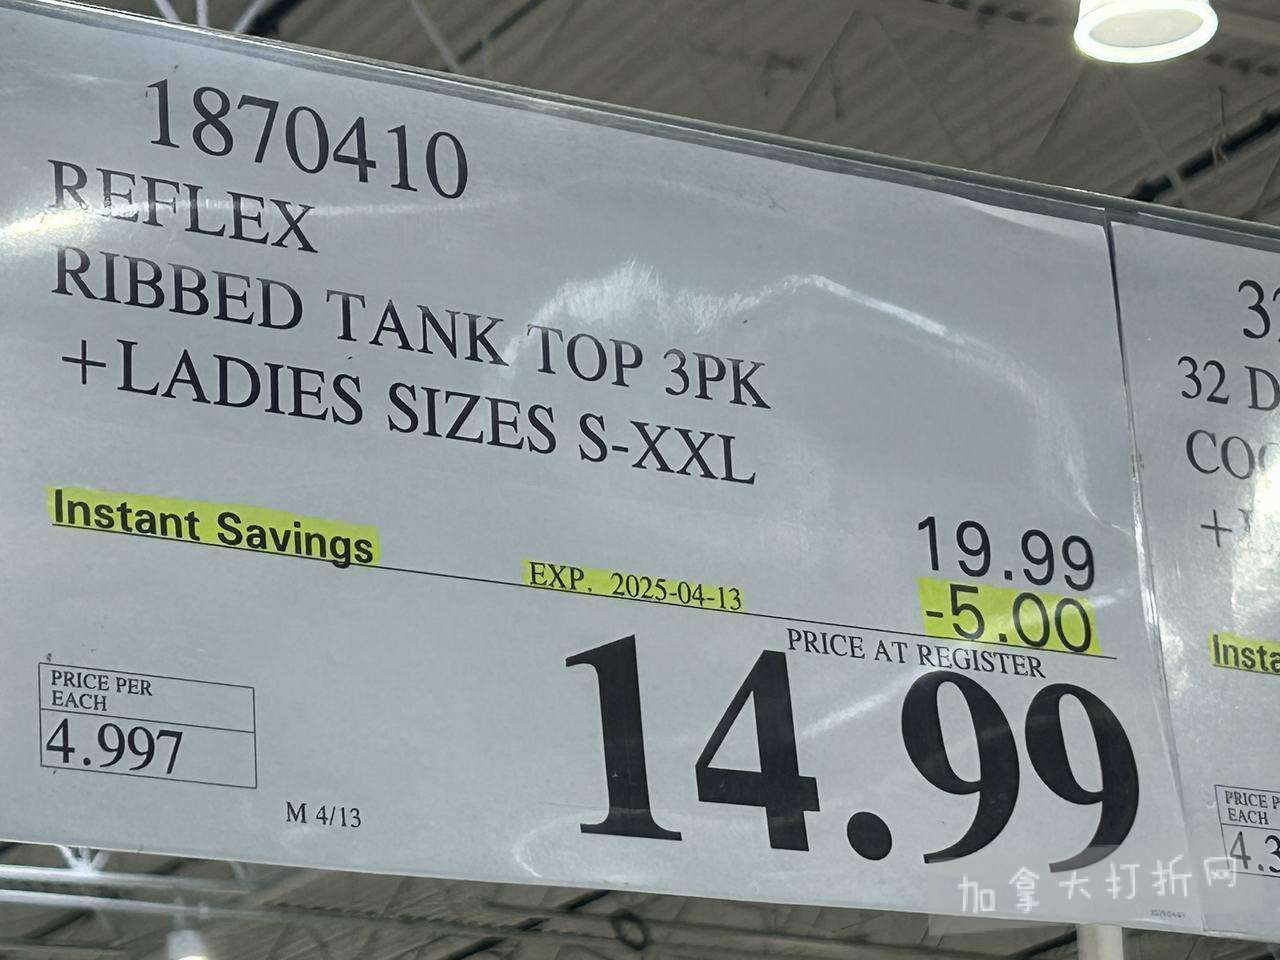 1870410
REFLEX
RIBBED TANK TOP 3PK
+LADIES SIZES S-XXL
Instant Savings
EXP. 2025-04-13
19.99
-5.00
PRICE AT REGISTER
14.99
PRICE PER
EACH
4.997
M 4/13
32 D
Insta
PRICE P
EACH
4.3
加拿大打折网